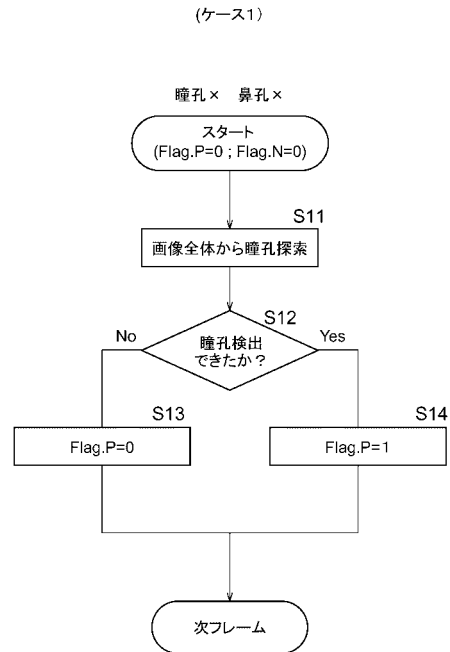 (ケース1)
瞳孔× 鼻孔×
スタート
(Flag.P=0 ; Flag.N=0)
S11
画像全体から瞳孔探索
S12
No
Yes
瞳孔検出
できたか？
S13
S14
Flag.P=0
Flag.P=1
次フレーム